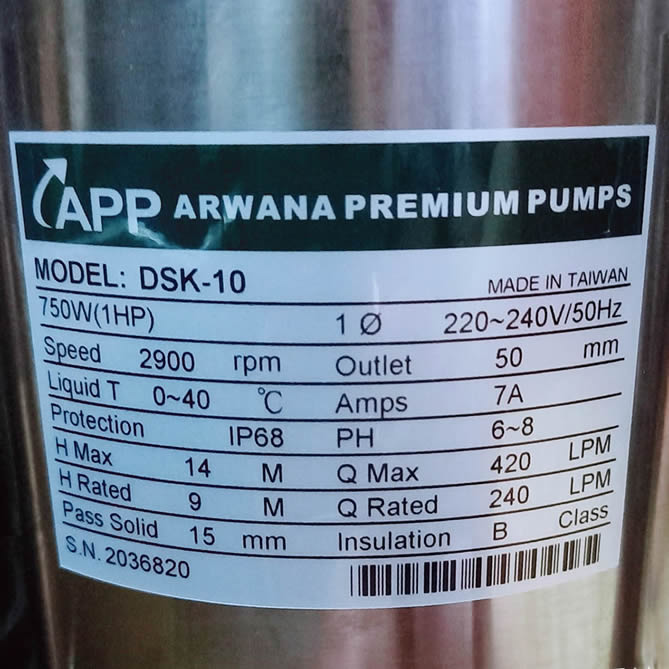 APP ARWANA PREMIUM PUMPS
MODEL: DSK-10 MADE IN TAIWAN
750W(1HP) 1 Ø 220~240V/50Hz
Speed 2900 rpm Outlet 50 mm
Liquid T 0~40 ℃ Amps 7A
Protection IP68 PH 6~8
H Max 14 M Q Max 420 LPM
H Rated 9 M Q Rated 240 LPM
Pass Solid 15 mm Insulation B Class
S.N. 2036820